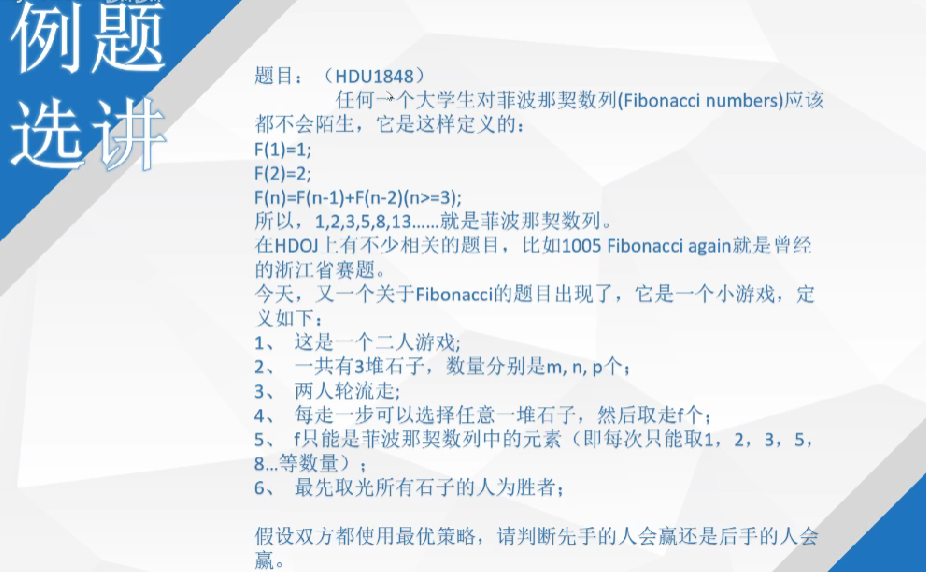 例题
选讲
题目：（HDU1848）
任何一个大学生对菲波那契数列(Fibonacci numbers)应该
都不会陌生，它是这样定义的：
F(1)=1;
F(2)=2;
F(n)=F(n-1)+F(n-2)(n>=3);
所以，1,2,3,5,8,13……就是菲波那契数列。
在HDOJ上有不少相关的题目，比如1005 Fibonacci again就是曾经
的浙江省赛题。
今天，又一个关于Fibonacci的题目出现了，它是一个小游戏，定
义如下：
1、 这是一个二人游戏;
2、 一共有3堆石子，数量分别是m, n, p个；
3、 两人轮流走;
4、 每走一步可以选择任意一堆石子，然后取走f个；
5、 f只能是菲波那契数列中的元素（即每次只能取1，2，3，5，
8…等数量）；
6、 最先取光所有石子的人为胜者；
假设双方都使用最优策略，请判断先手的人会赢还是后手的人会
赢。